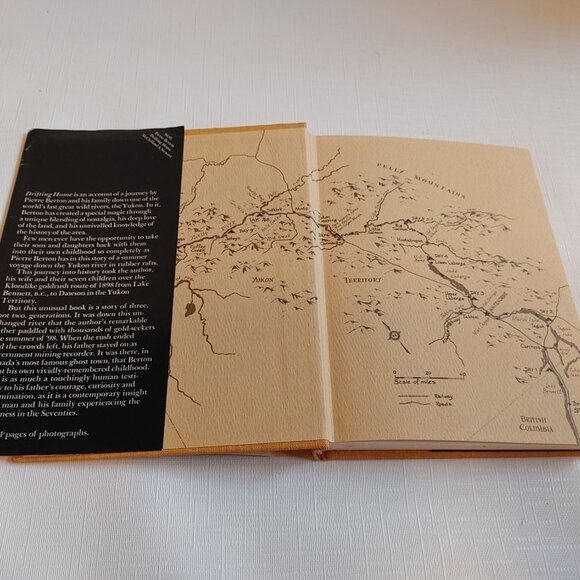 Drifting Home is an account of a journey by
Pierre Berton and his family down one of the
world's last great wild rivers, the Yukon. In it,
Berton has created a special magic through
a unique blending of nostalgia, his deep love
of the land, and his unrivalled knowledge of
the history of the area.
Few men ever have the opportunity to take
their sons and daughters back with them
into their own childhood so completely as
Pierre Berton has in this story of a summer
voyage down the Yukon river in rubber rafts.
This journey into history took the author,
his wife and their seven children over the
Klondike goldrush route of 1898 from Lake
Bennett, B.C., to Dawson in the Yukon
Territory.
But this unusual book is a story of three,
not two, generations. It was down this un-
hanged river that the author's remarkable
ther paddled with thousands of gold-seekers
e summer of '98. When the rush ended
d the crowds left, his father stayed on as
ernment mining recorder. It was there, in
nada's most famous ghost town, that Berton
nt his own vividly-remembered childhood.
is as much a touchingly human testi-
y to his father's courage, curiosity and
mination, as it is a contemporary insight
man and his family experiencing the
ness in the Seventies.
pages of photographs.
PELLY MOUNTAINS
YUKON
TERRITORY
0 20 40
Scale of miles
Railway
Roads
BRITISH
COLUMBIA